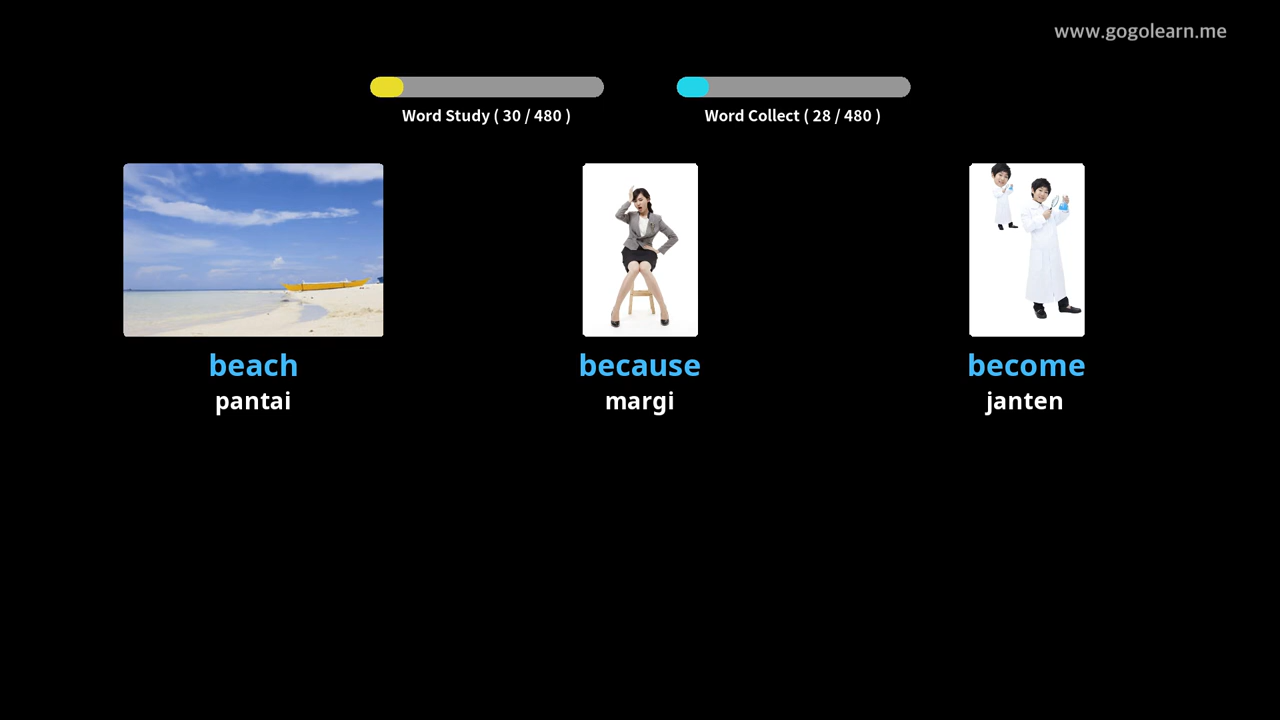 www.gogolearn.me
Word Study ( 30 / 480 )
Word Collect ( 28 / 480 )
beach
pantai
because
margi
become
janten